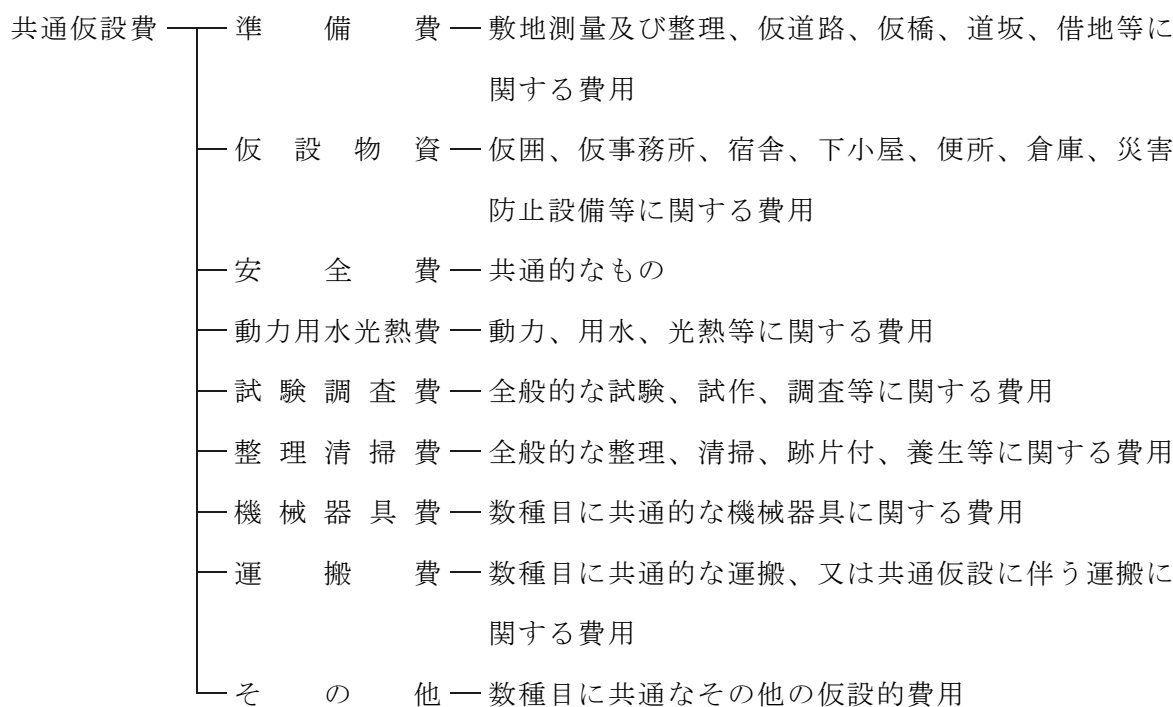 共通仮設費 準備費 敷地測量及び整理、仮道路、仮橋、道坂、借地等に
関する費用
仮設物資 仮囲、仮事務所、宿舎、下小屋、便所、倉庫、災害
防止設備等に関する費用
安全費 共通的なもの
動力用水光熱費 動力、用水、光熱等に関する費用
試験調査費 全般的な試験、試作、調査等に関する費用
整理清掃費 全般的な整理、清掃、跡片付、養生等に関する費用
機械器具費 数種目に共通的な機械器具に関する費用
運搬費 数種目に共通的な運搬、又は共通仮設に伴う運搬に
関する費用
その他 数種目に共通なその他の仮設的費用